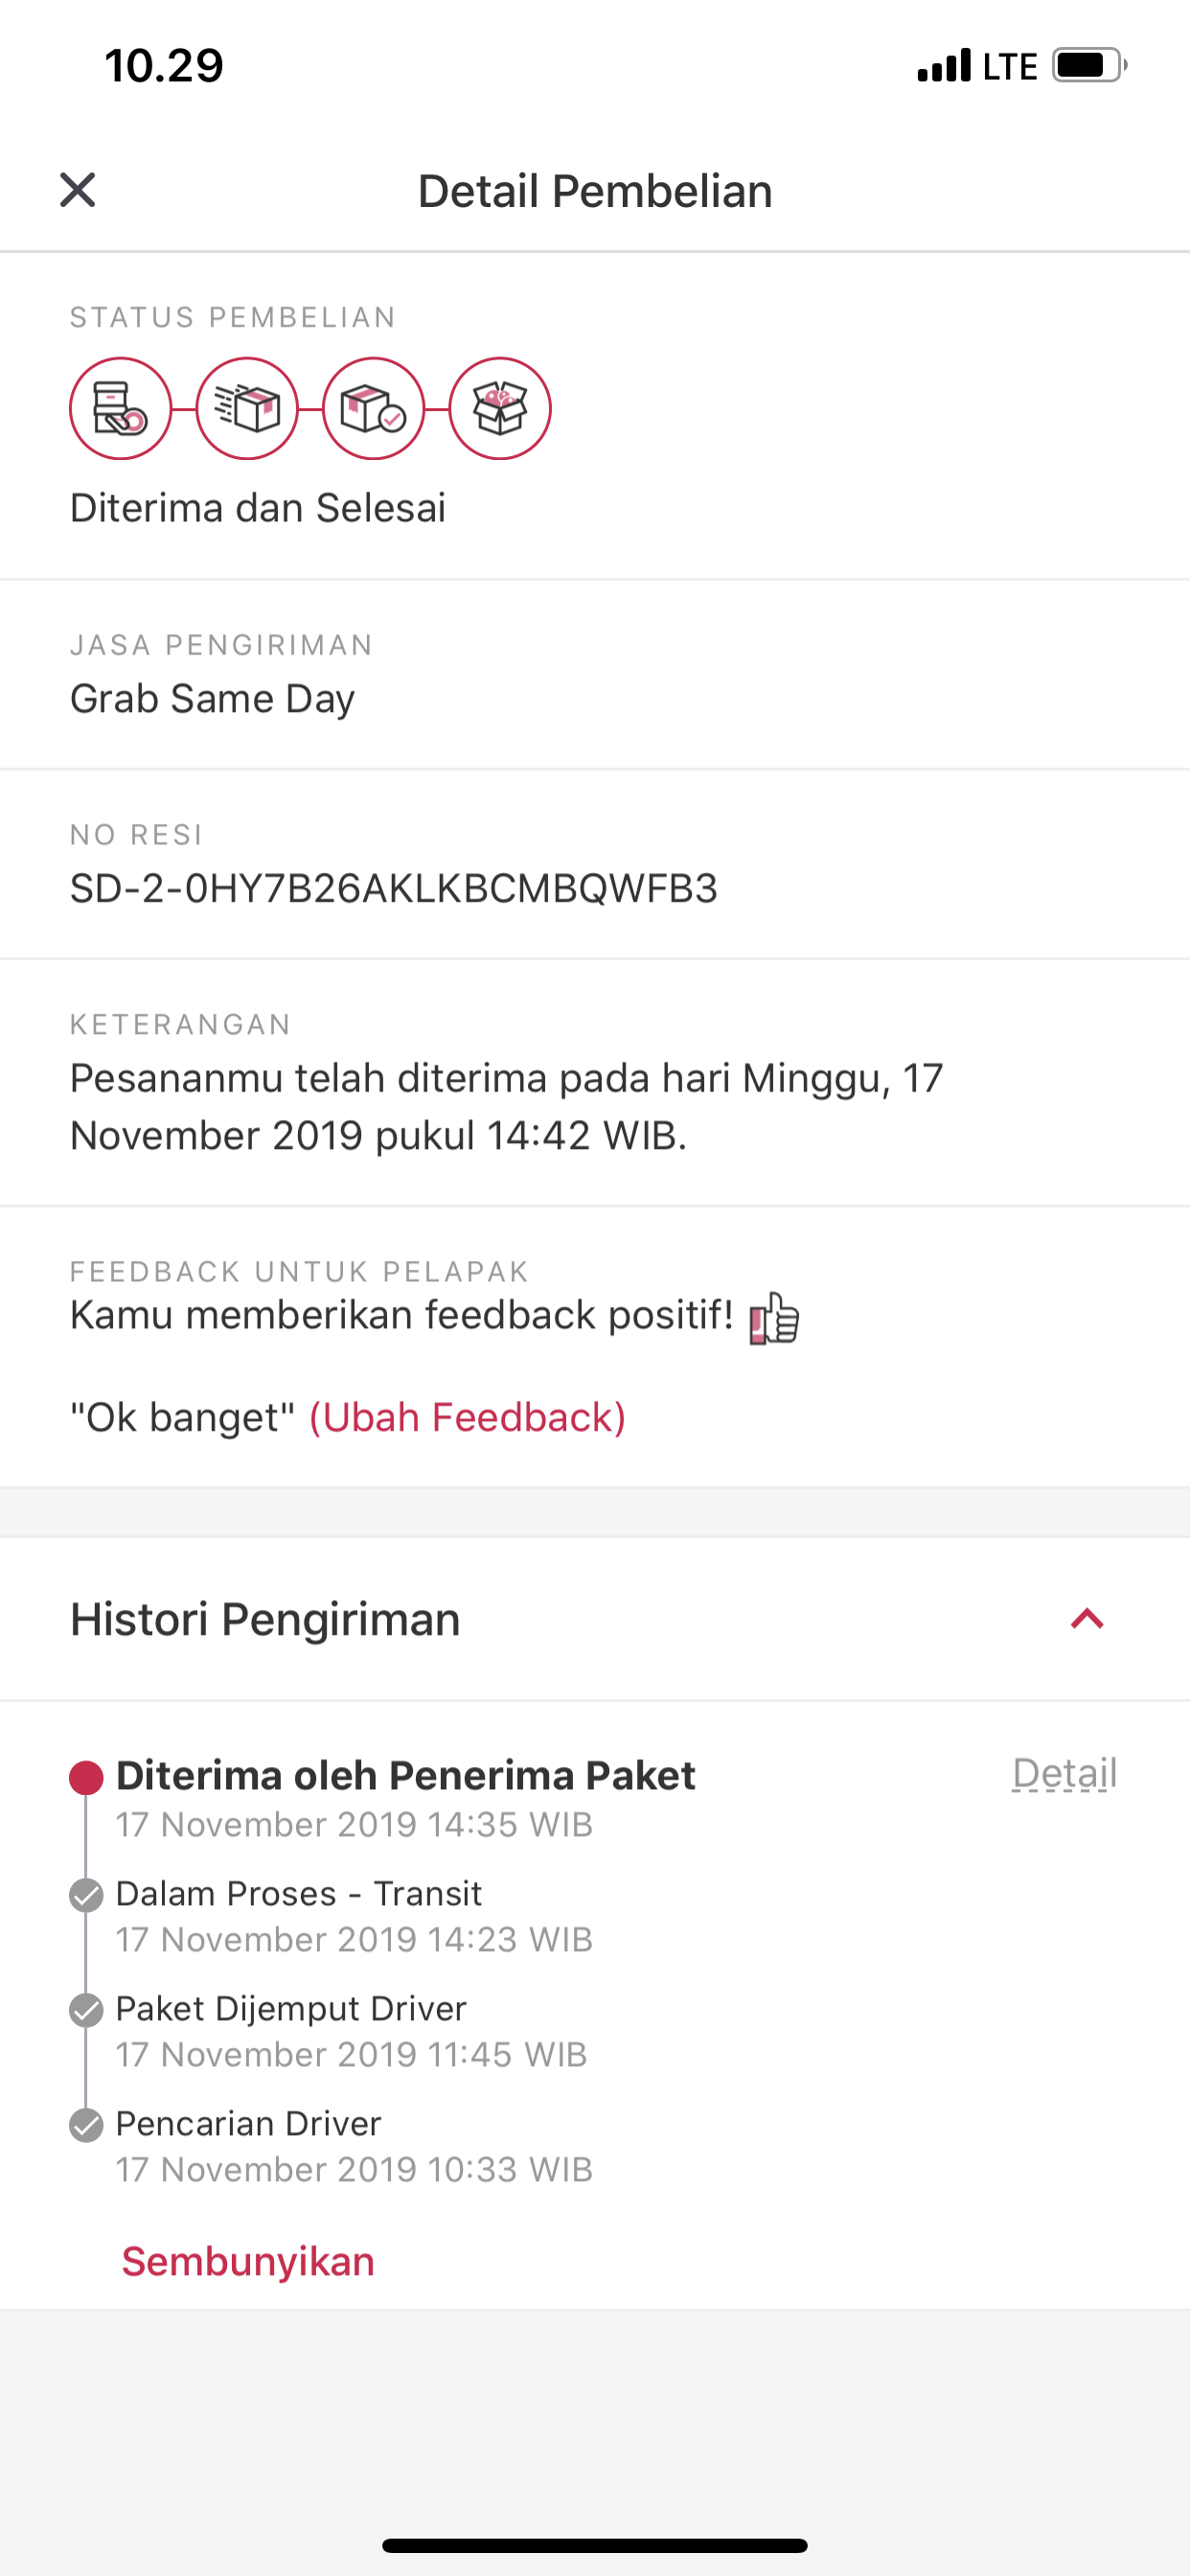 10.29
LTE
Detail Pembelian
STATUS PEMBELIAN
Diterima dan Selesai
JASA PENGIRIMAN
Grab Same Day
NO RESI
SD-2-0HY7B26AKLKBCMBQWFB3
KETERANGAN
Pesananmu telah diterima pada hari Minggu, 17
November 2019 pukul 14:42 WIB.
FEEDBACK UNTUK PELAPAK
Kamu memberikan feedback positif!
"Ok banget" (Ubah Feedback)
Histori Pengiriman
Diterima oleh Penerima Paket
Detail
17 November 2019 14:35 WIB
Dalam Proses - Transit
17 November 2019 14:23 WIB
Paket Dijemput Driver
17 November 2019 11:45 WIB
Pencarian Driver
17 November 2019 10:33 WIB
Sembunyikan